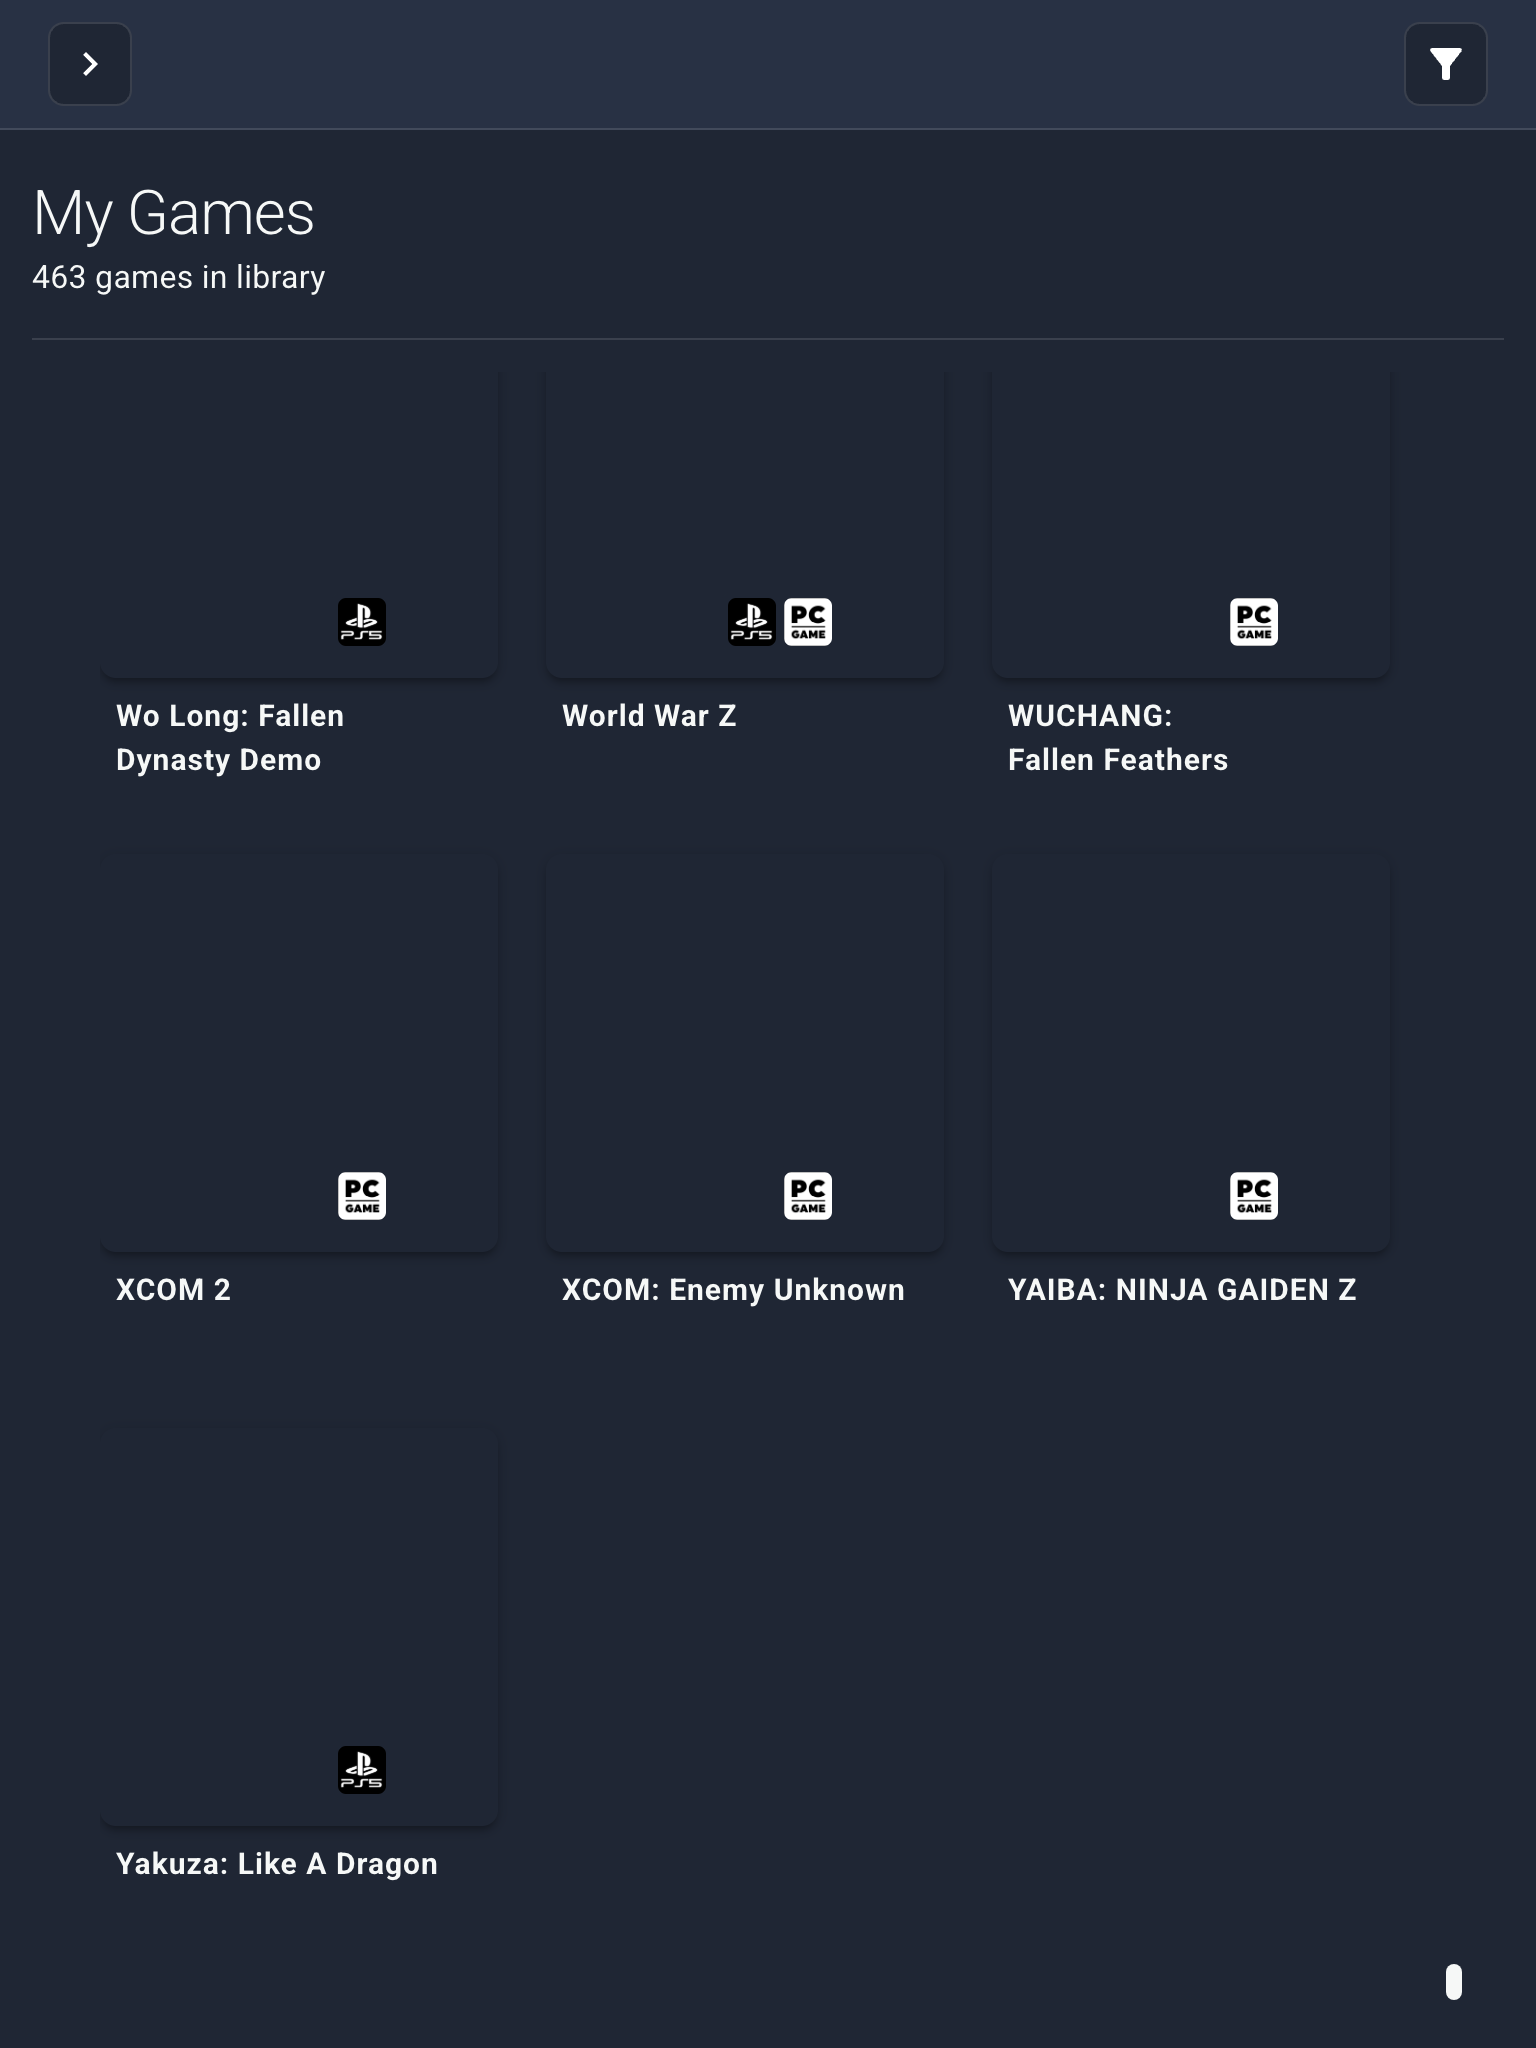 My Games
463 games in library
PS5
PS5 PC GAME
PC GAME
Wo Long: Fallen
Dynasty Demo
World War Z
WUCHANG:
Fallen Feathers
PC GAME
PC GAME
PC GAME
XCOM 2
XCOM: Enemy Unknown
YAIBA: NINJA GAIDEN Z
PS5
Yakuza: Like A Dragon